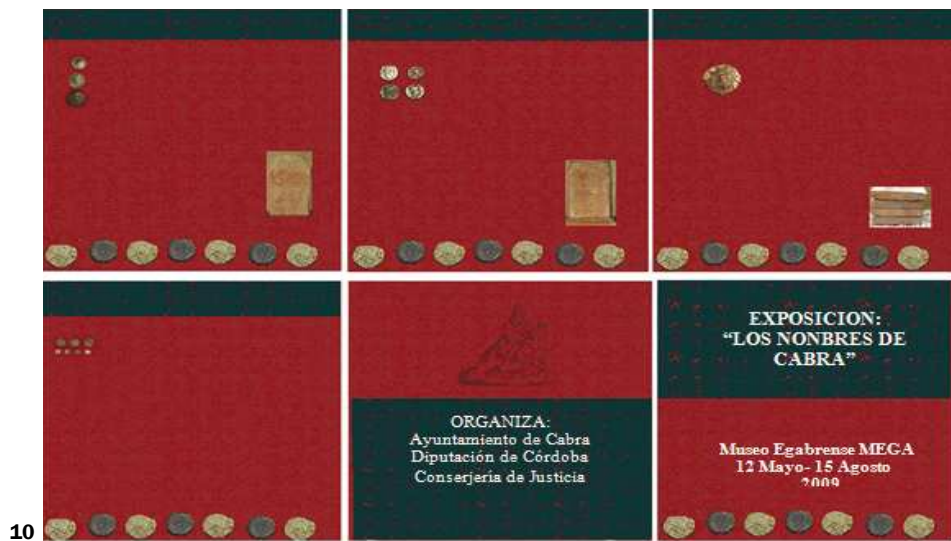 ORGANIZA:
Ayuntamiento de Cabra
Diputación de Córdoba
Conserjería de Justicia
EXPOSICION:
“LOS NONBRES DE
CABRA”
Museo Egabrense MEGA
12 Mayo- 15 Agosto
2009
10